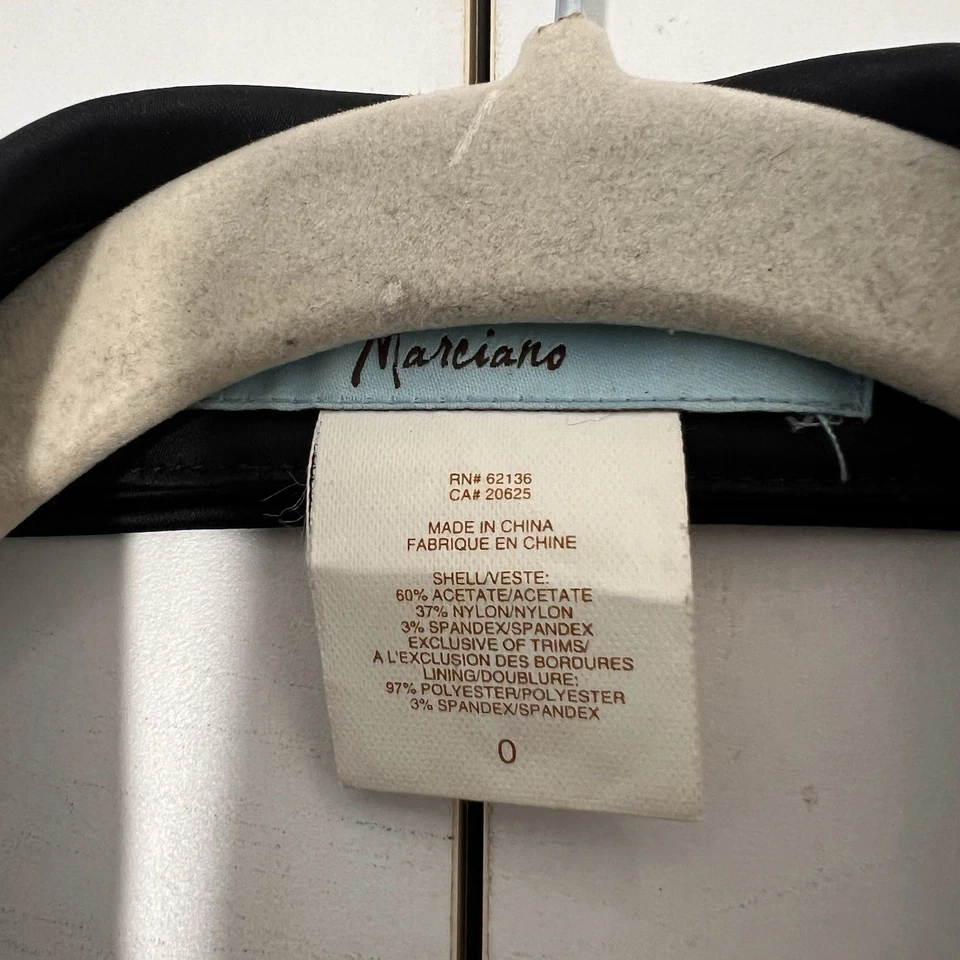 Marciano
RN# 62136
CA# 20625
MADE IN CHINA
FABRIQUE EN CHINE
SHELL/VESTE:
60% ACETATE/ACETATE
37% NYLON/NYLON
3% SPANDEX/SPANDEX
EXCLUSIVE OF TRIMS/
A L'EXCLUSION DES BORDURES
LINING/DOUBLURE:
97% POLYESTER/POLYESTER
3% SPANDEX/SPANDEX
0